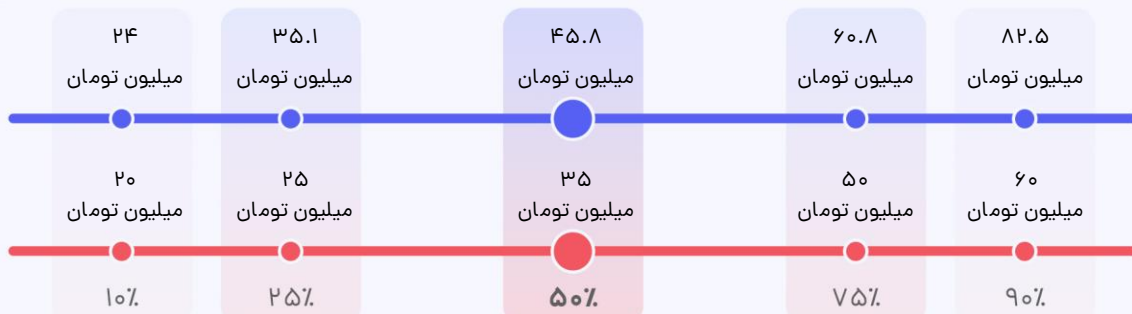 ۲۴ ۳۵.۱ ۴۵.۸ ۶۰.۸ ۸۲.۵
میلیون تومان میلیون تومان میلیون تومان میلیون تومان میلیون تومان
۲۰ ۲۵ ۳۵ ۵۰ ۶۰
میلیون تومان میلیون تومان میلیون تومان میلیون تومان میلیون تومان
۱۰٪ ۲۵٪ ۵۰٪ ۷۵٪ ۹۰٪